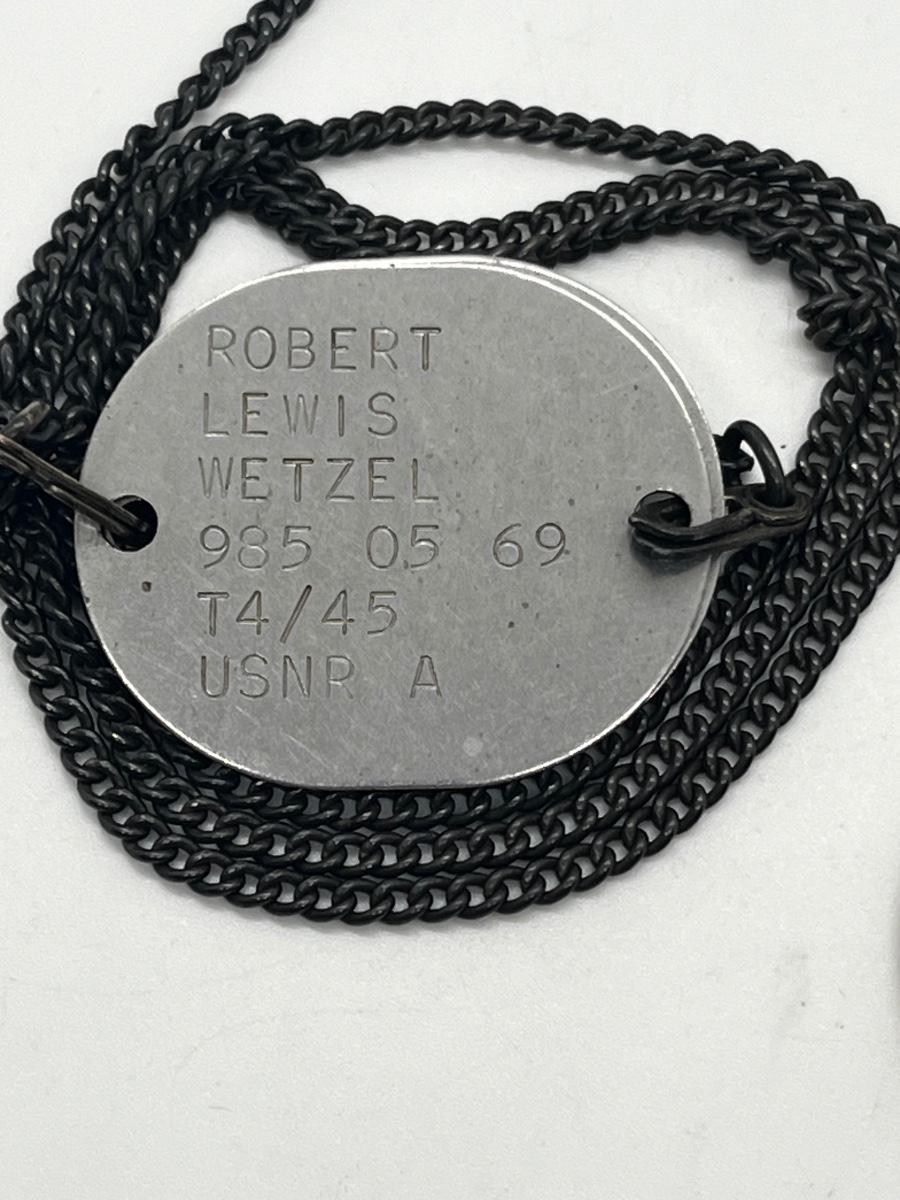 ROBERT
LEWIS
WETZEL
985 05 69
T4/45
USNR A